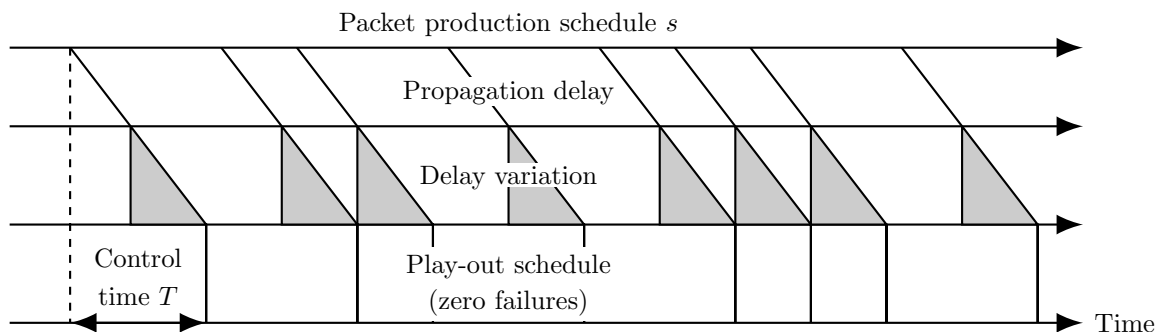 Packet production schedule s
Propagation delay
Delay variation
Control
time T
Play-out schedule
(zero failures)
Time